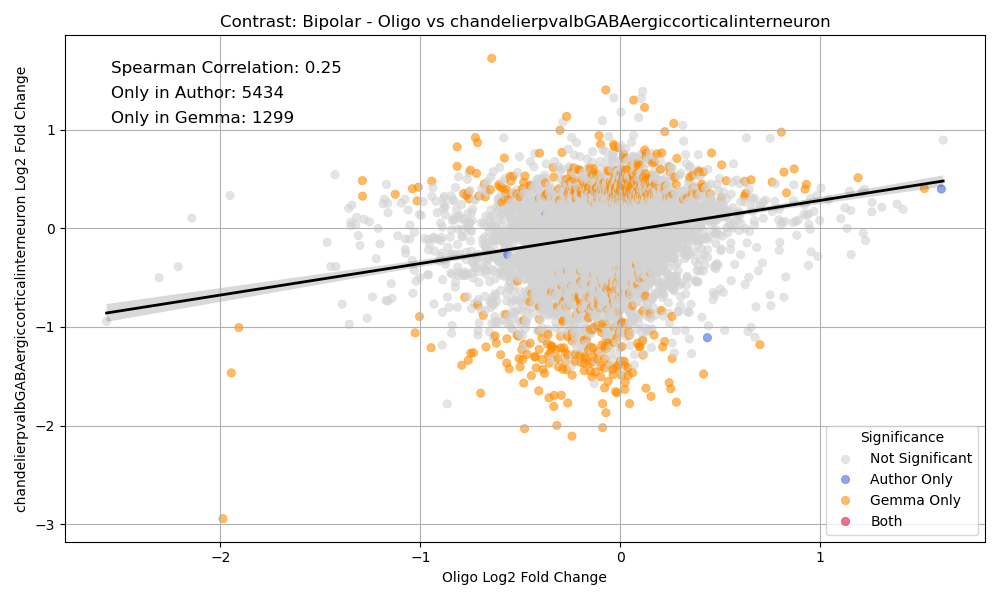 Contrast: Bipolar - Oligo vs chandelierpvalbGABAergiccorticalinterneuron
Spearman Correlation: 0.25
Only in Author: 5434
Only in Gemma: 1299
chandelierpvalbGABAergiccorticalinterneuron Log2 Fold Change
1
0
−1
−2
−3
Significance
Not Significant
Author Only
Gemma Only
Both
−2
−1
0
1
Oligo Log2 Fold Change